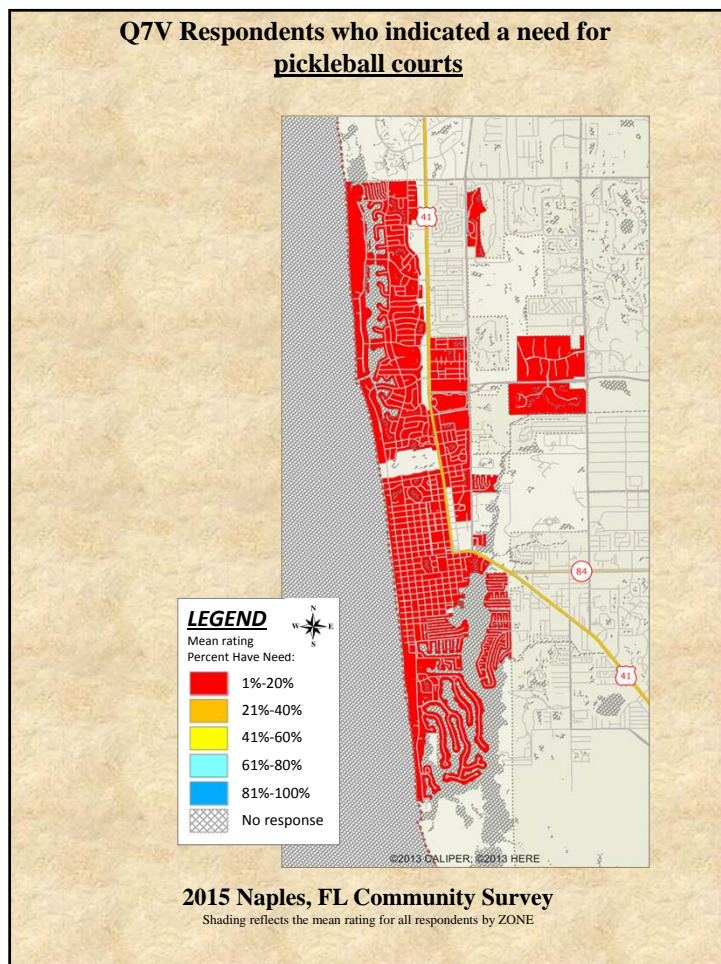 Q7V Respondents who indicated a need for
pickleball courts
41
84
41
LEGEND
N
W E
S
Mean rating
Percent Have Need:
1%-20%
21%-40%
41%-60%
61%-80%
81%-100%
No response
©2013 CALIPER; ©2013 HERE
2015 Naples, FL Community Survey
Shading reflects the mean rating for all respondents by ZONE